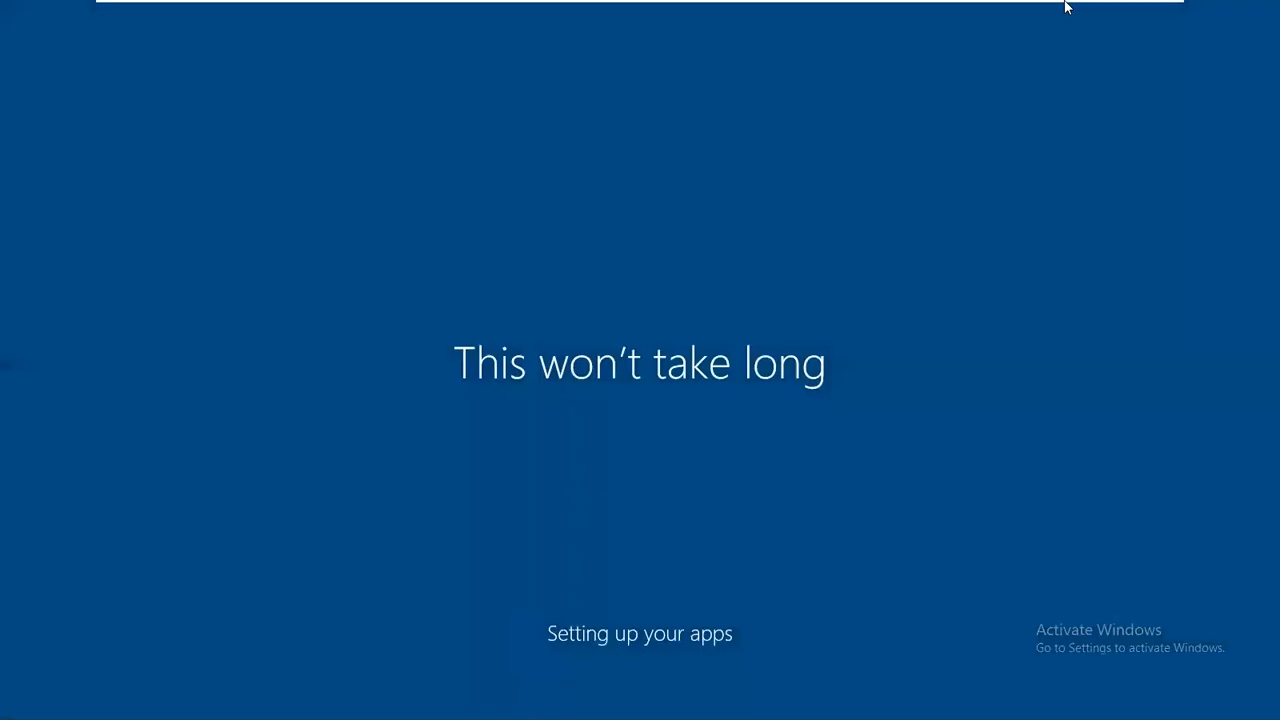 This won’t take long
Setting up your apps
Activate Windows
Go to Settings to activate Windows.